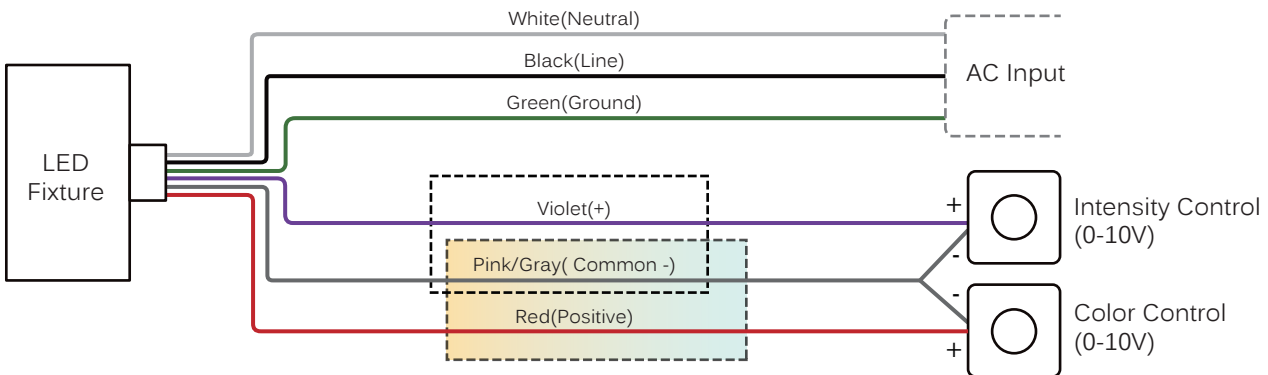 White(Neutral)
Black(Line)
AC Input
Green(Ground)
LED
Fixture
Violet(+)
+
Intensity Control
(0-10V)
-
Pink/Gray( Common -)
-
Color Control
(0-10V)
Red(Positive)
+